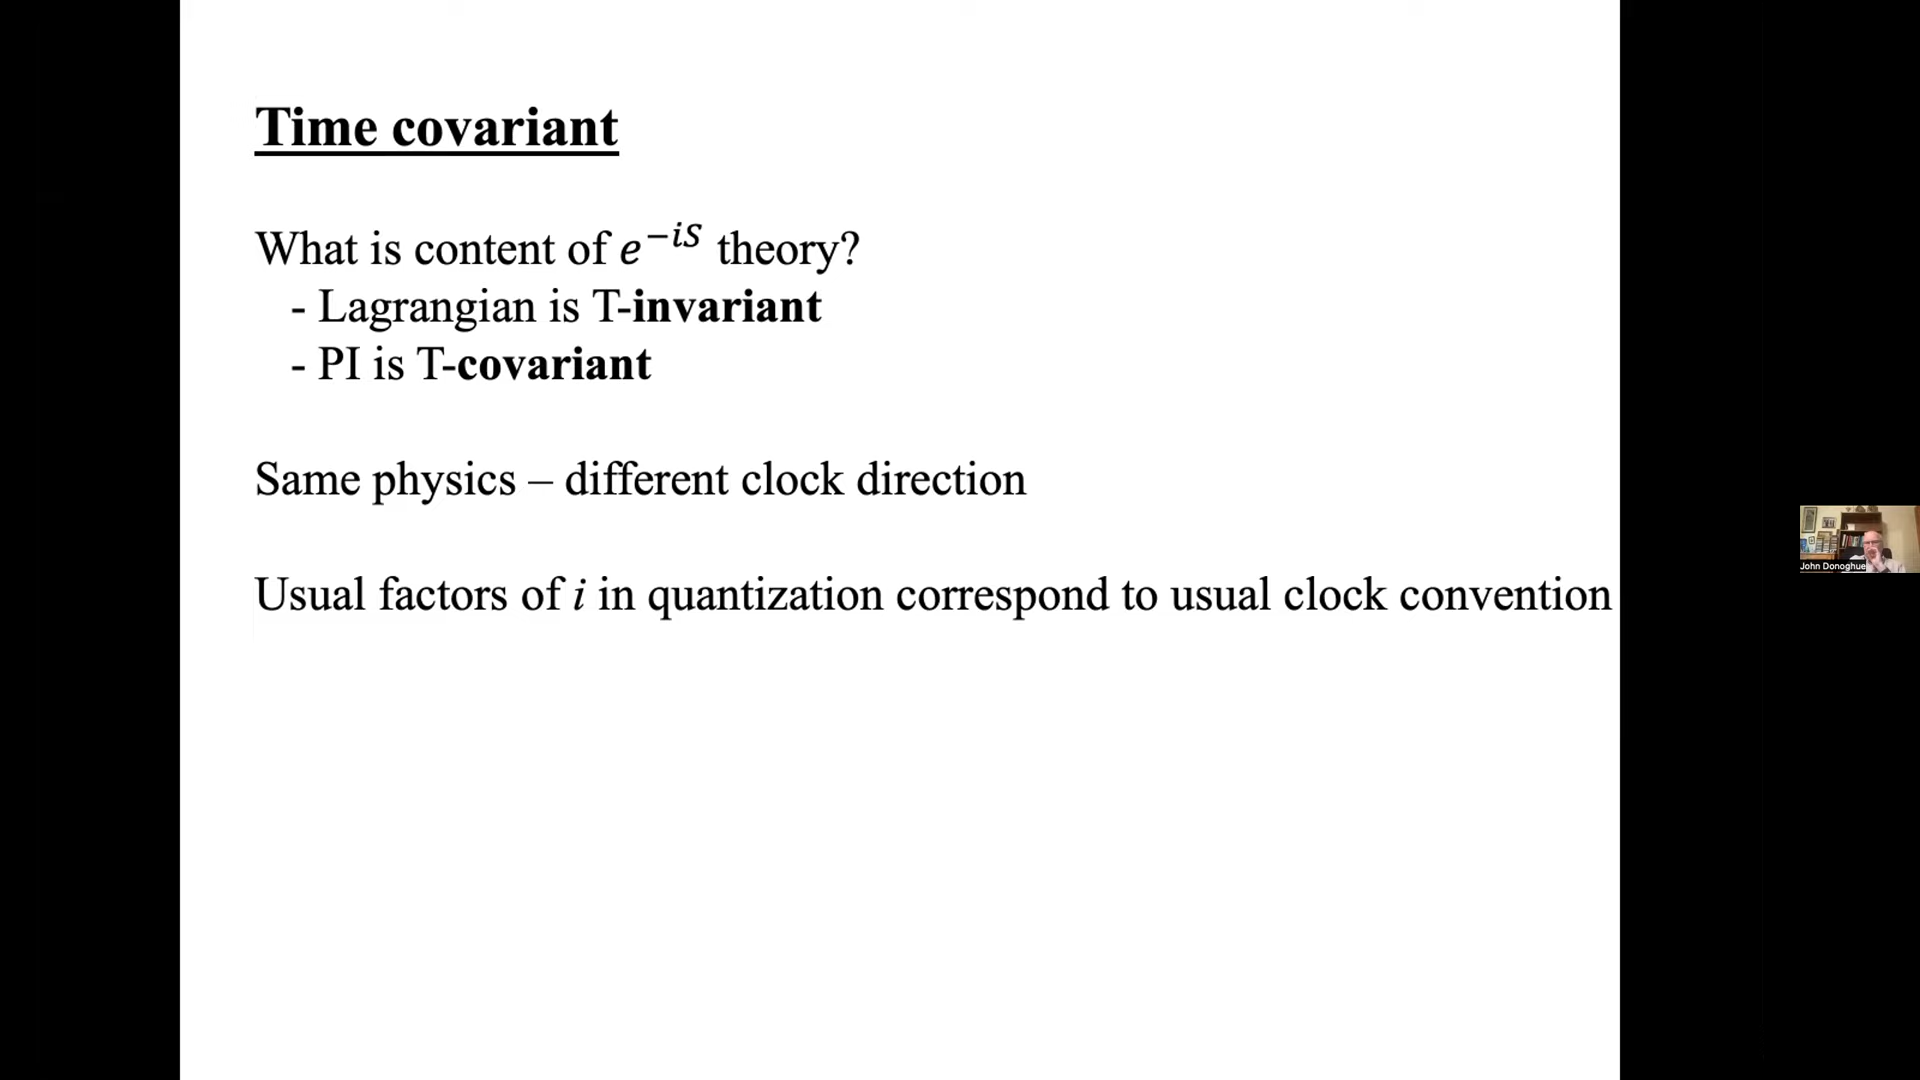 Time covariant
What is content of e^{-iS} theory?
- Lagrangian is T-invariant
- PI is T-covariant
Same physics – different clock direction
Usual factors of i in quantization correspond to usual clock convention
John Donoghue